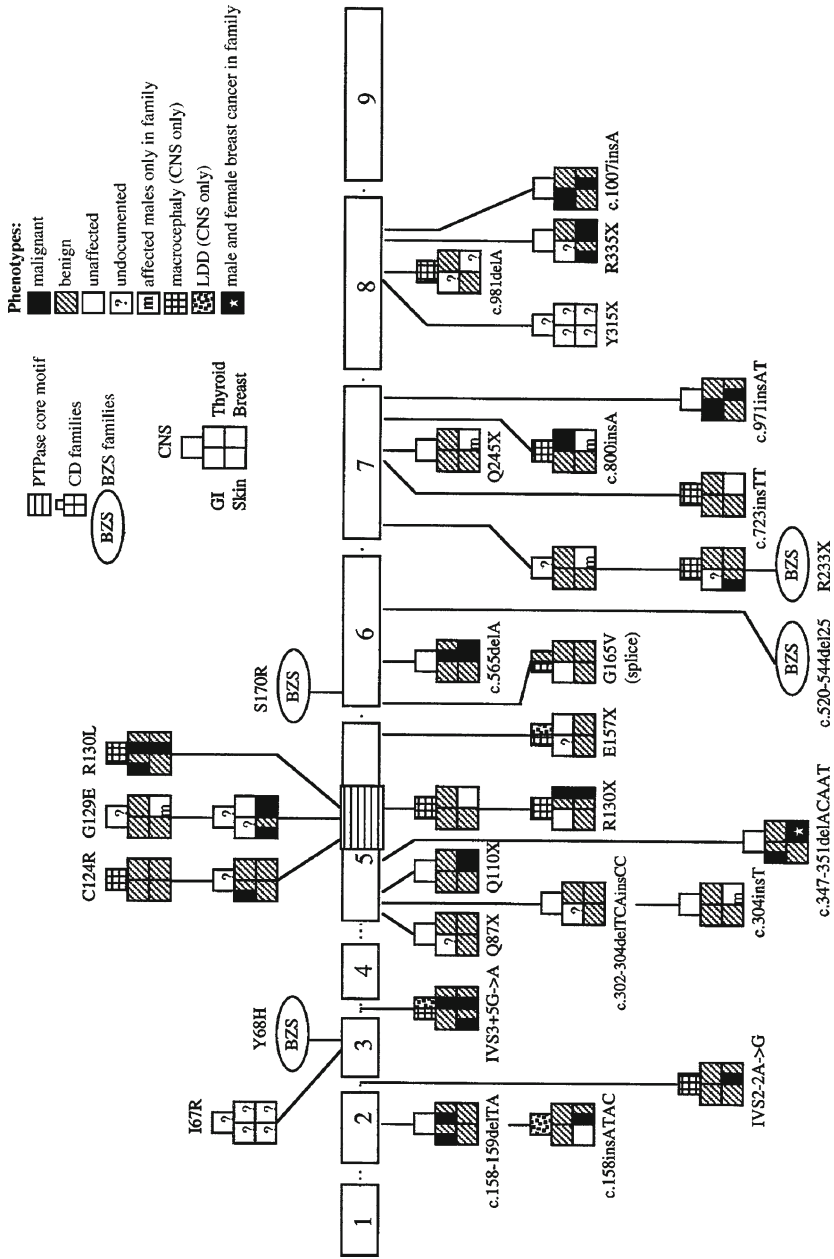 Phenotypes:
malignant
benign
unaffected
? undocumented
m affected males only in family
macrocephaly (CNS only)
LDD (CNS only)
male and female breast cancer in family
PTPase core motif
CD families
BZS BZS families
CNS
GI Thyroid
Skin Breast
I67R
?
? ?
? ?
Y68H
BZS
C124R
?
G129E
?
m
?
?
R130L
S170R
BZS
1
2
3
4
5
6
7
8
9
c.158-159delTA
c.158insATAC
IVS2-2A->G
IVS3+5G->A
?
Q87X
Q110X
?
c.302-304delTCAinsCC
m
c.304insT
c.347-351delACAAT
R130X
?
E157X
G165V
(splice)
c.565delA
BZS
c.520-544del25
?
m
?
BZS
R233X
c.723insTT
m
Q245X
m
c.800insA
c.971insAT
?
? ?
? ?
Y315X
?
?
c.981delA
?
R335X
c.1007insA